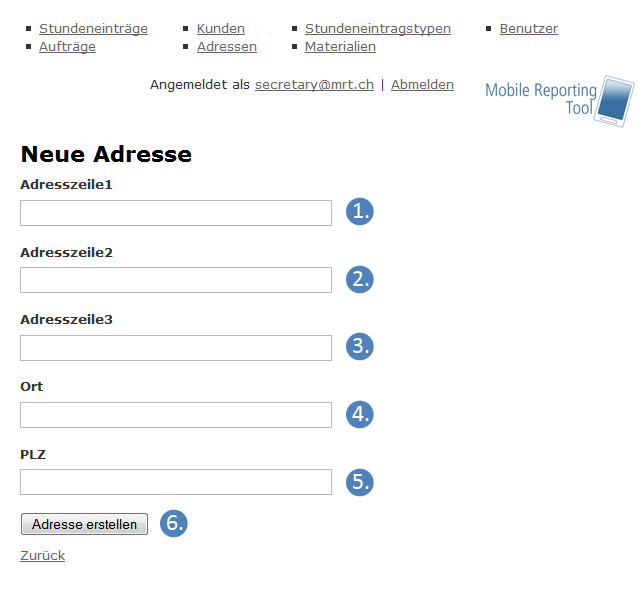 Stundeneinträge Kunden Stundeneintragstypen Benutzer
Aufträge Adressen Materialien
Angemeldet als secretary@mrt.ch | Abmelden
Mobile Reporting
Tool
Neue Adresse
Adresszeile1
1.
Adresszeile2
2.
Adresszeile3
3.
Ort
4.
PLZ
5.
Adresse erstellen 6.
Zurück